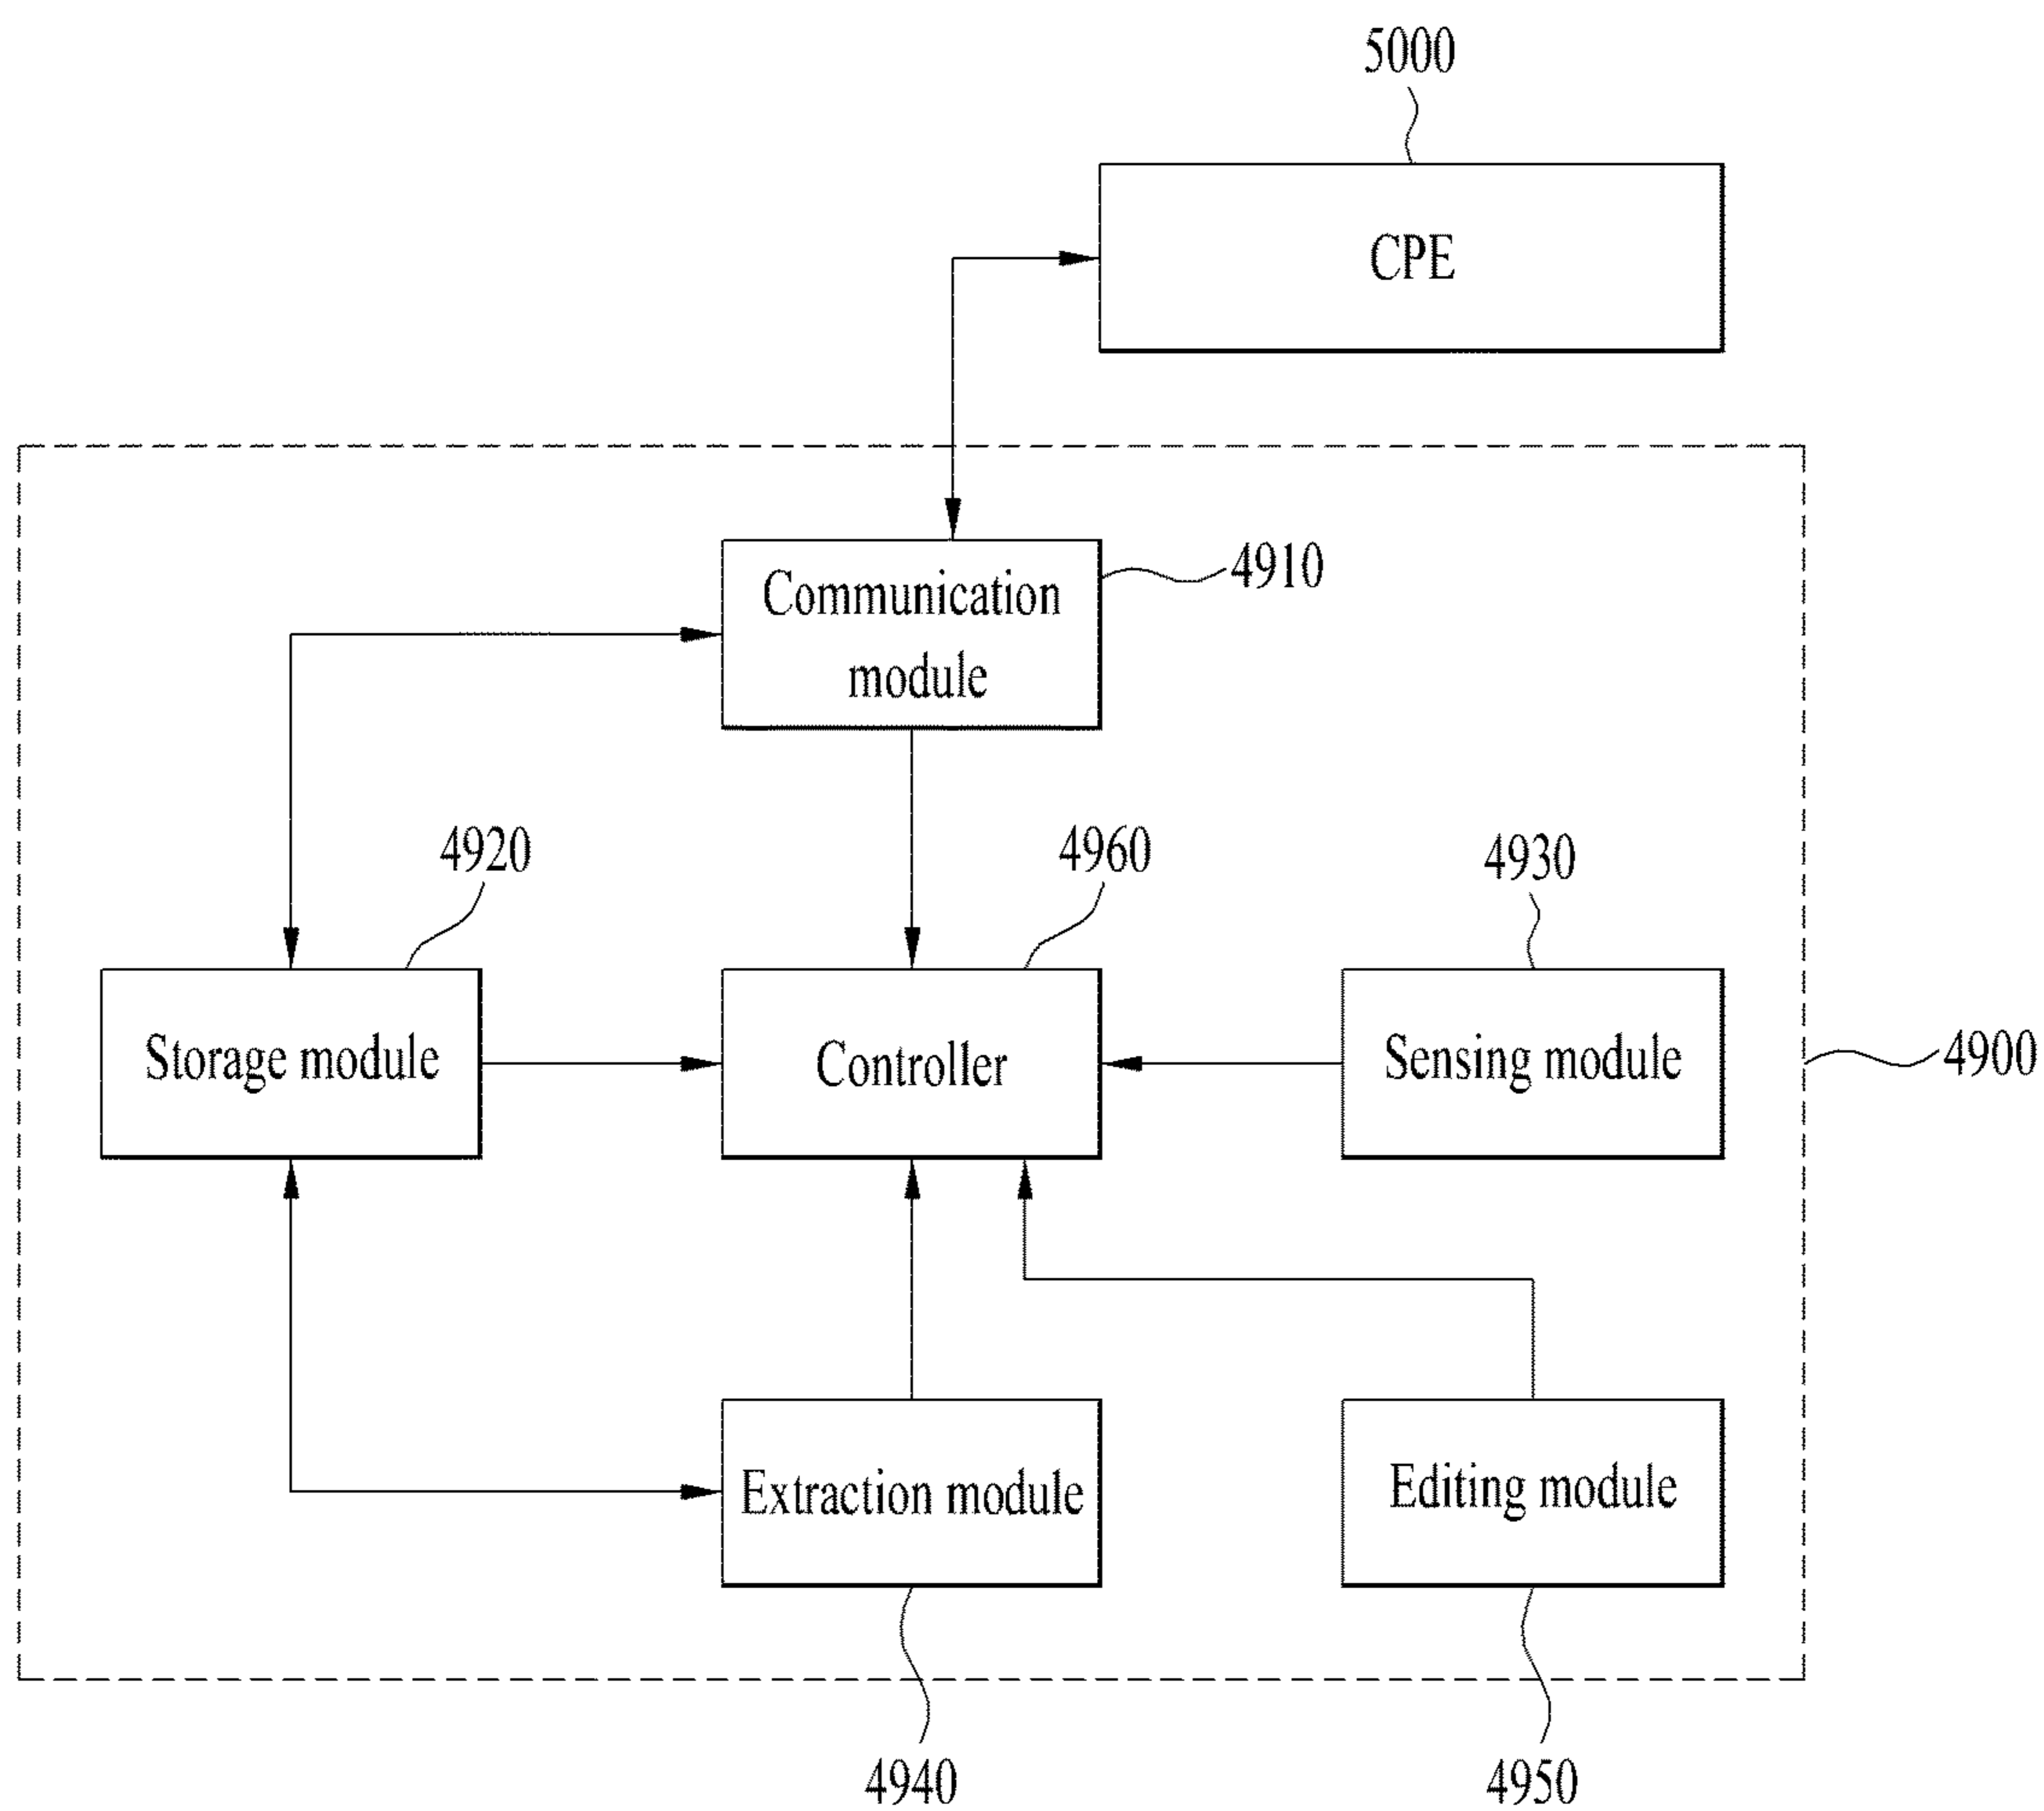 5000
CPE
Communication
module
4910
4920
4960
4930
Storage module
Controller
Sensing module
4900
Extraction module
Editing module
4940
4950